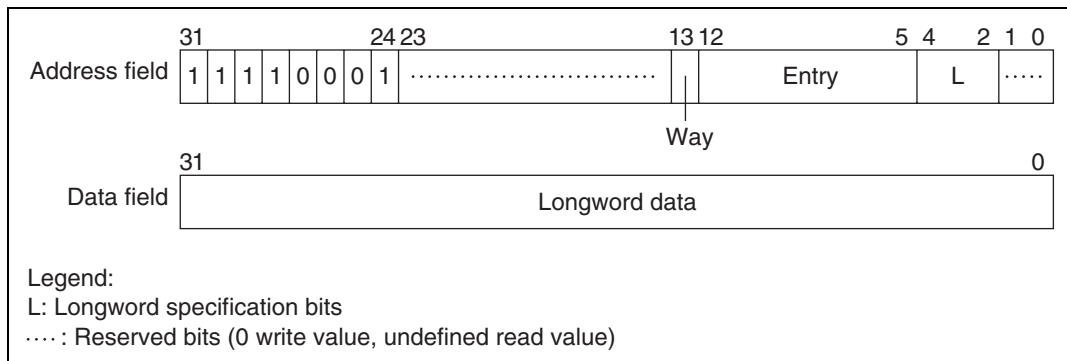 31 24 23 13 12 5 4 2 1 0
Address field 1 1 1 1 0 0 0 1 ............................... Entry L .....
Way
31 0
Data field Longword data
Legend:
L: Longword specification bits
....: Reserved bits (0 write value, undefined read value)